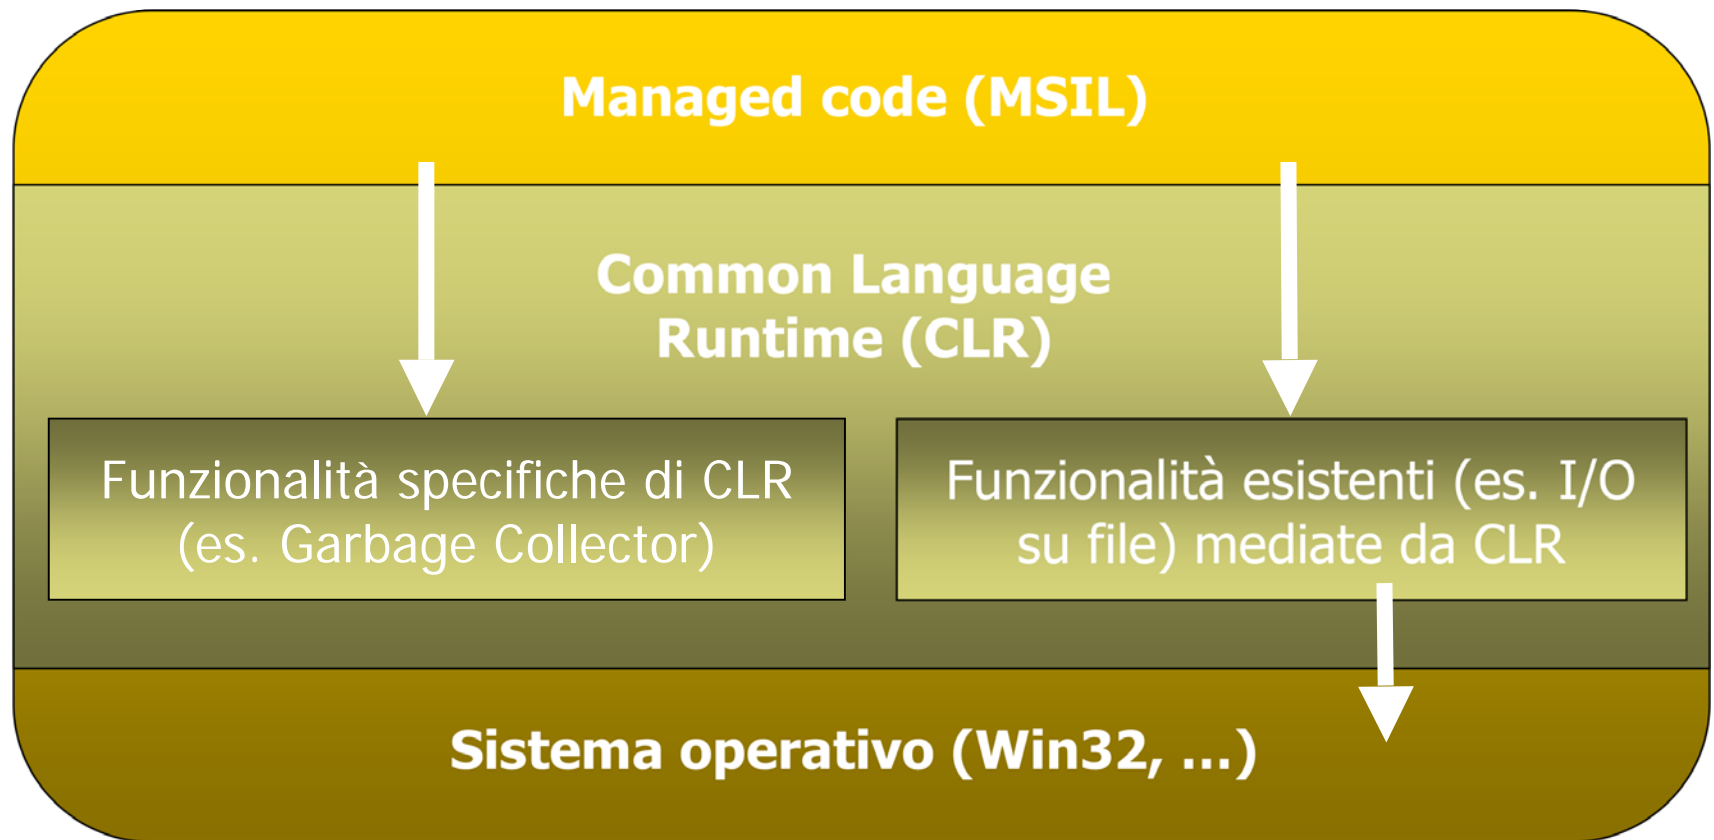 Managed code (MSIL)
Common Language
Runtime (CLR)
Funzionalità specifiche di CLR
(es. Garbage Collector)
Funzionalità esistenti (es. I/O
su file) mediate da CLR
Sistema operativo (Win32, ...)